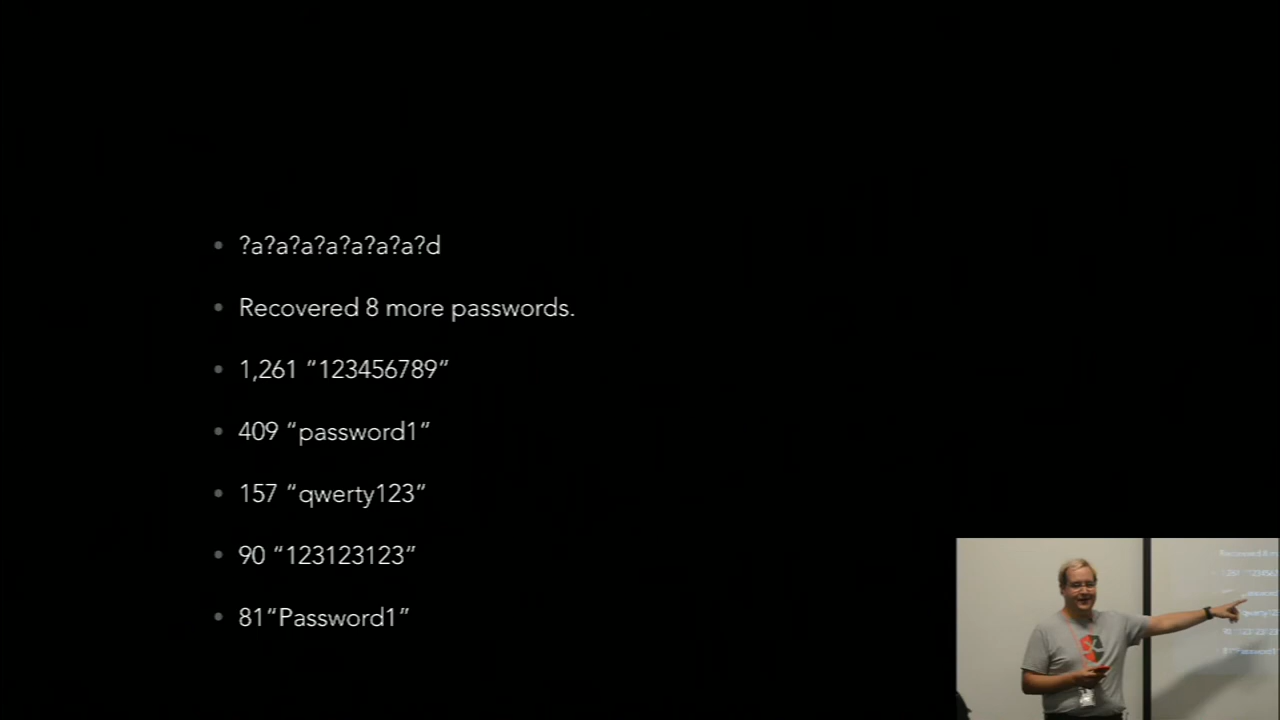 ?a?a?a?a?a?a?a?a?d
Recovered 8 more passwords.
1,261 “123456789”
409 “password1”
157 “qwerty123”
90 “123123123”
81“Password1”